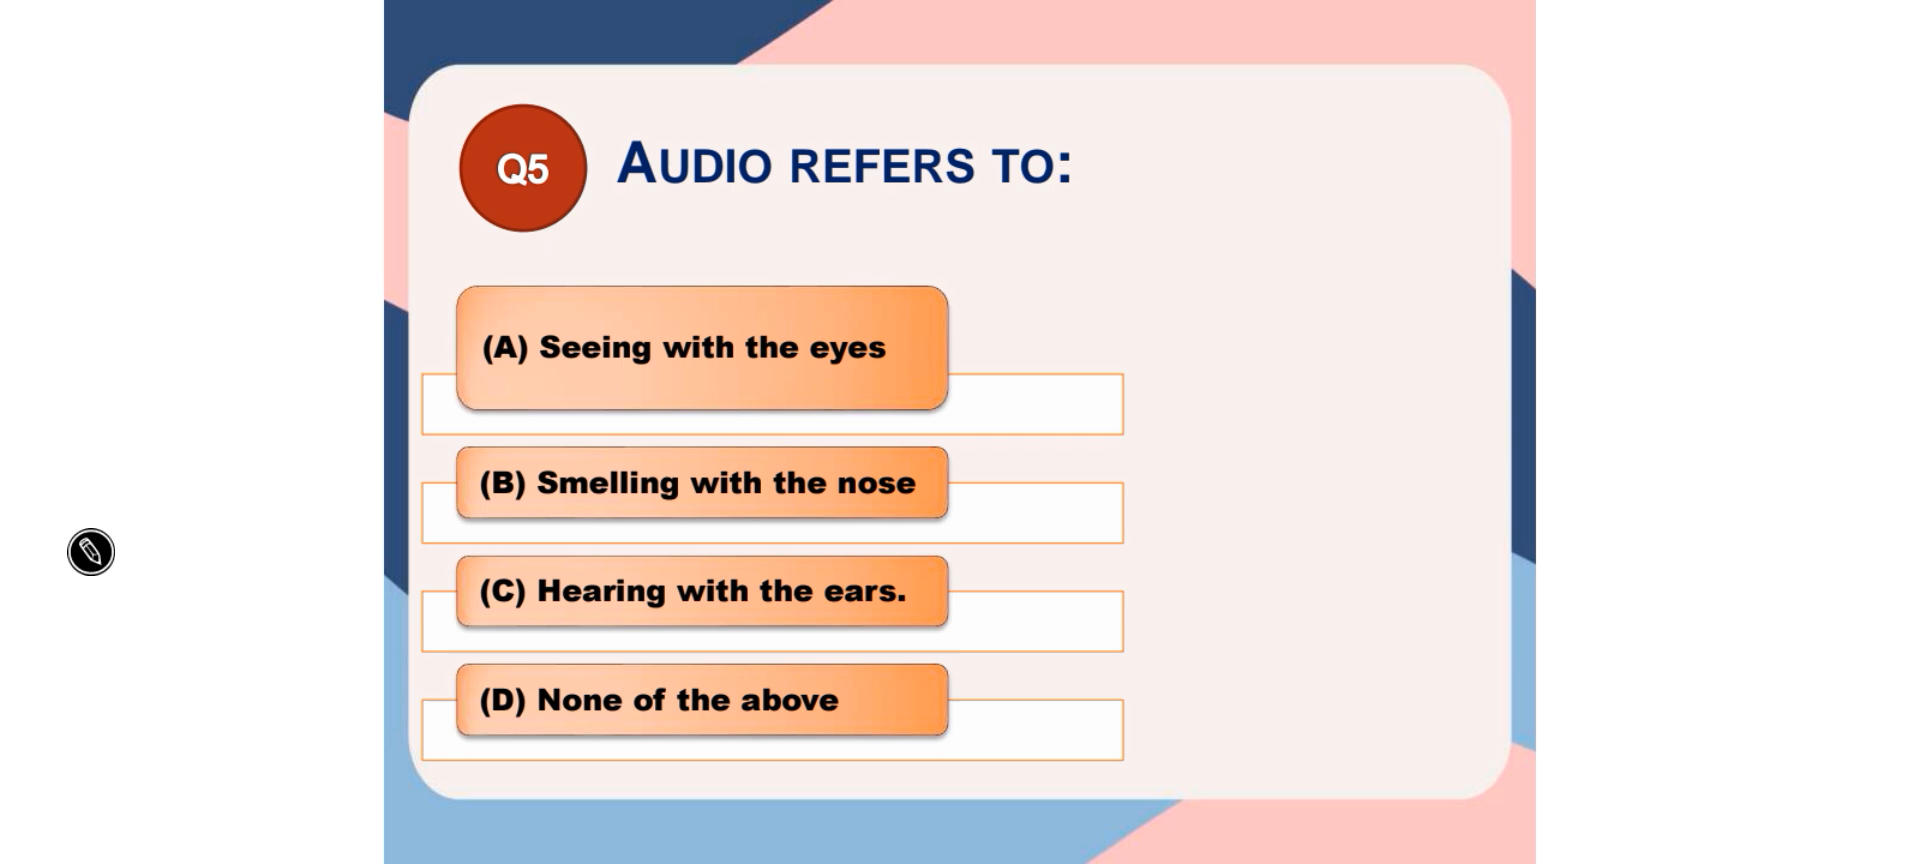 Q5
AUDIO REFERS TO:
(A) Seeing with the eyes
(B) Smelling with the nose
(C) Hearing with the ears.
(D) None of the above